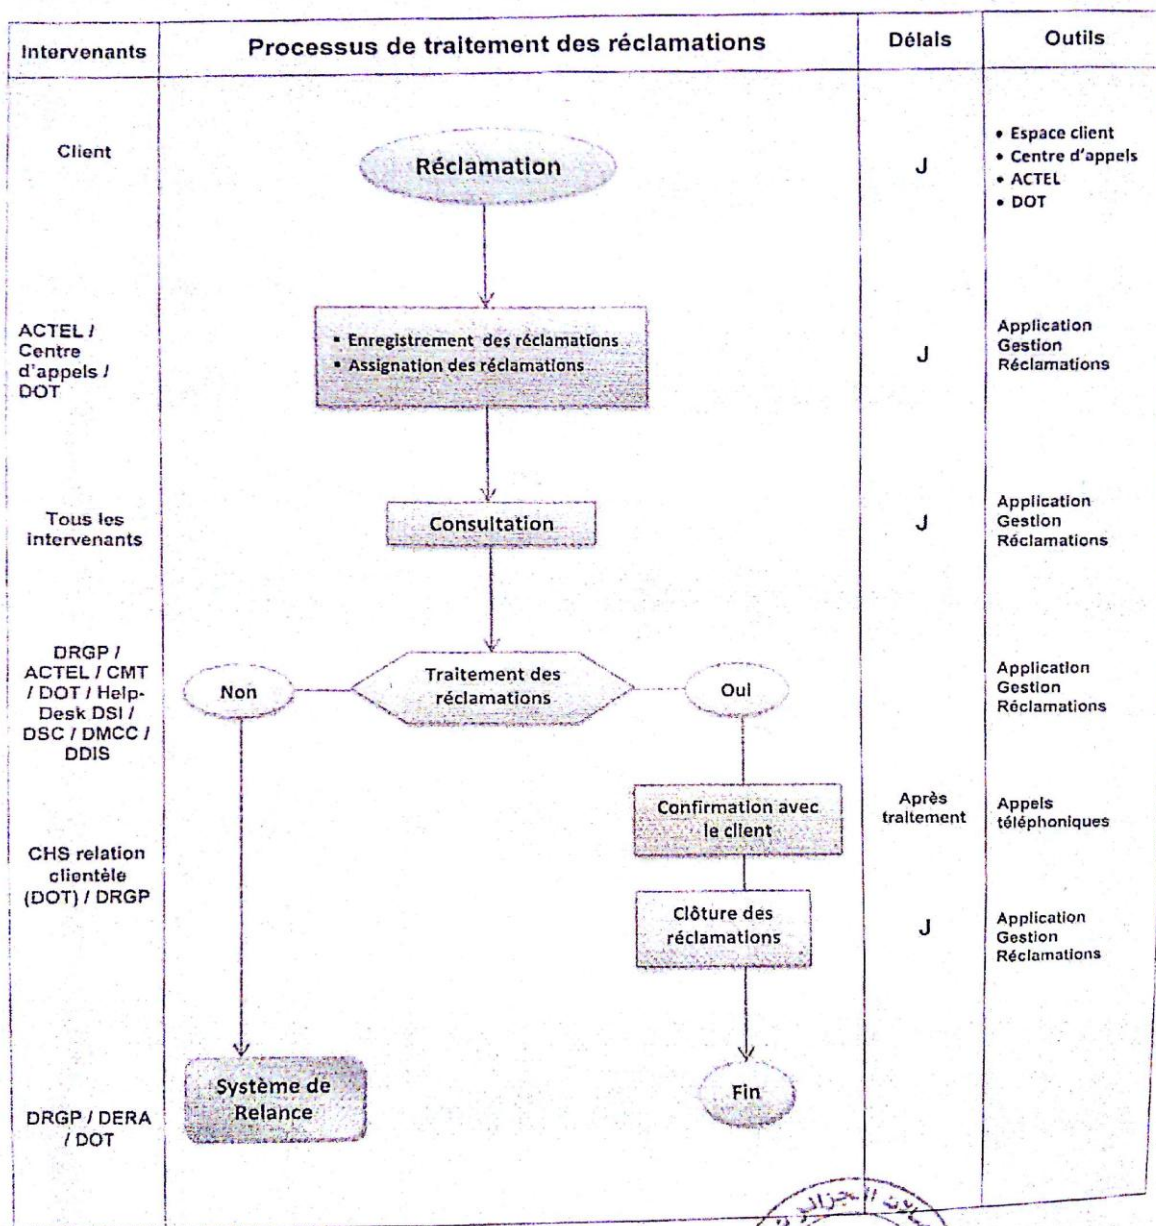 Intervenants
Processus de traitement des réclamations
Délais
Outils
Client
Réclamation
J
• Espace client
• Centre d'appels
• ACTEL
• DOT
ACTEL /
Centre
d'appels /
DOT
▪ Enregistrement des réclamations
▪ Assignation des réclamations
J
Application
Gestion
Réclamations
Tous les
intervenants
Consultation
J
Application
Gestion
Réclamations
DRGP /
ACTEL / CMT
/ DOT / Help-
Desk DSI /
DSC / DMCC /
DDIS
Non
Traitement des
réclamations
Oui
Application
Gestion
Réclamations
Confirmation avec
le client
Après
traitement
Appels
téléphoniques
CHS relation
clientèle
(DOT) / DRGP
Clôture des
réclamations
J
Application
Gestion
Réclamations
DRGP / DERA
/ DOT
Système de
Relance
Fin